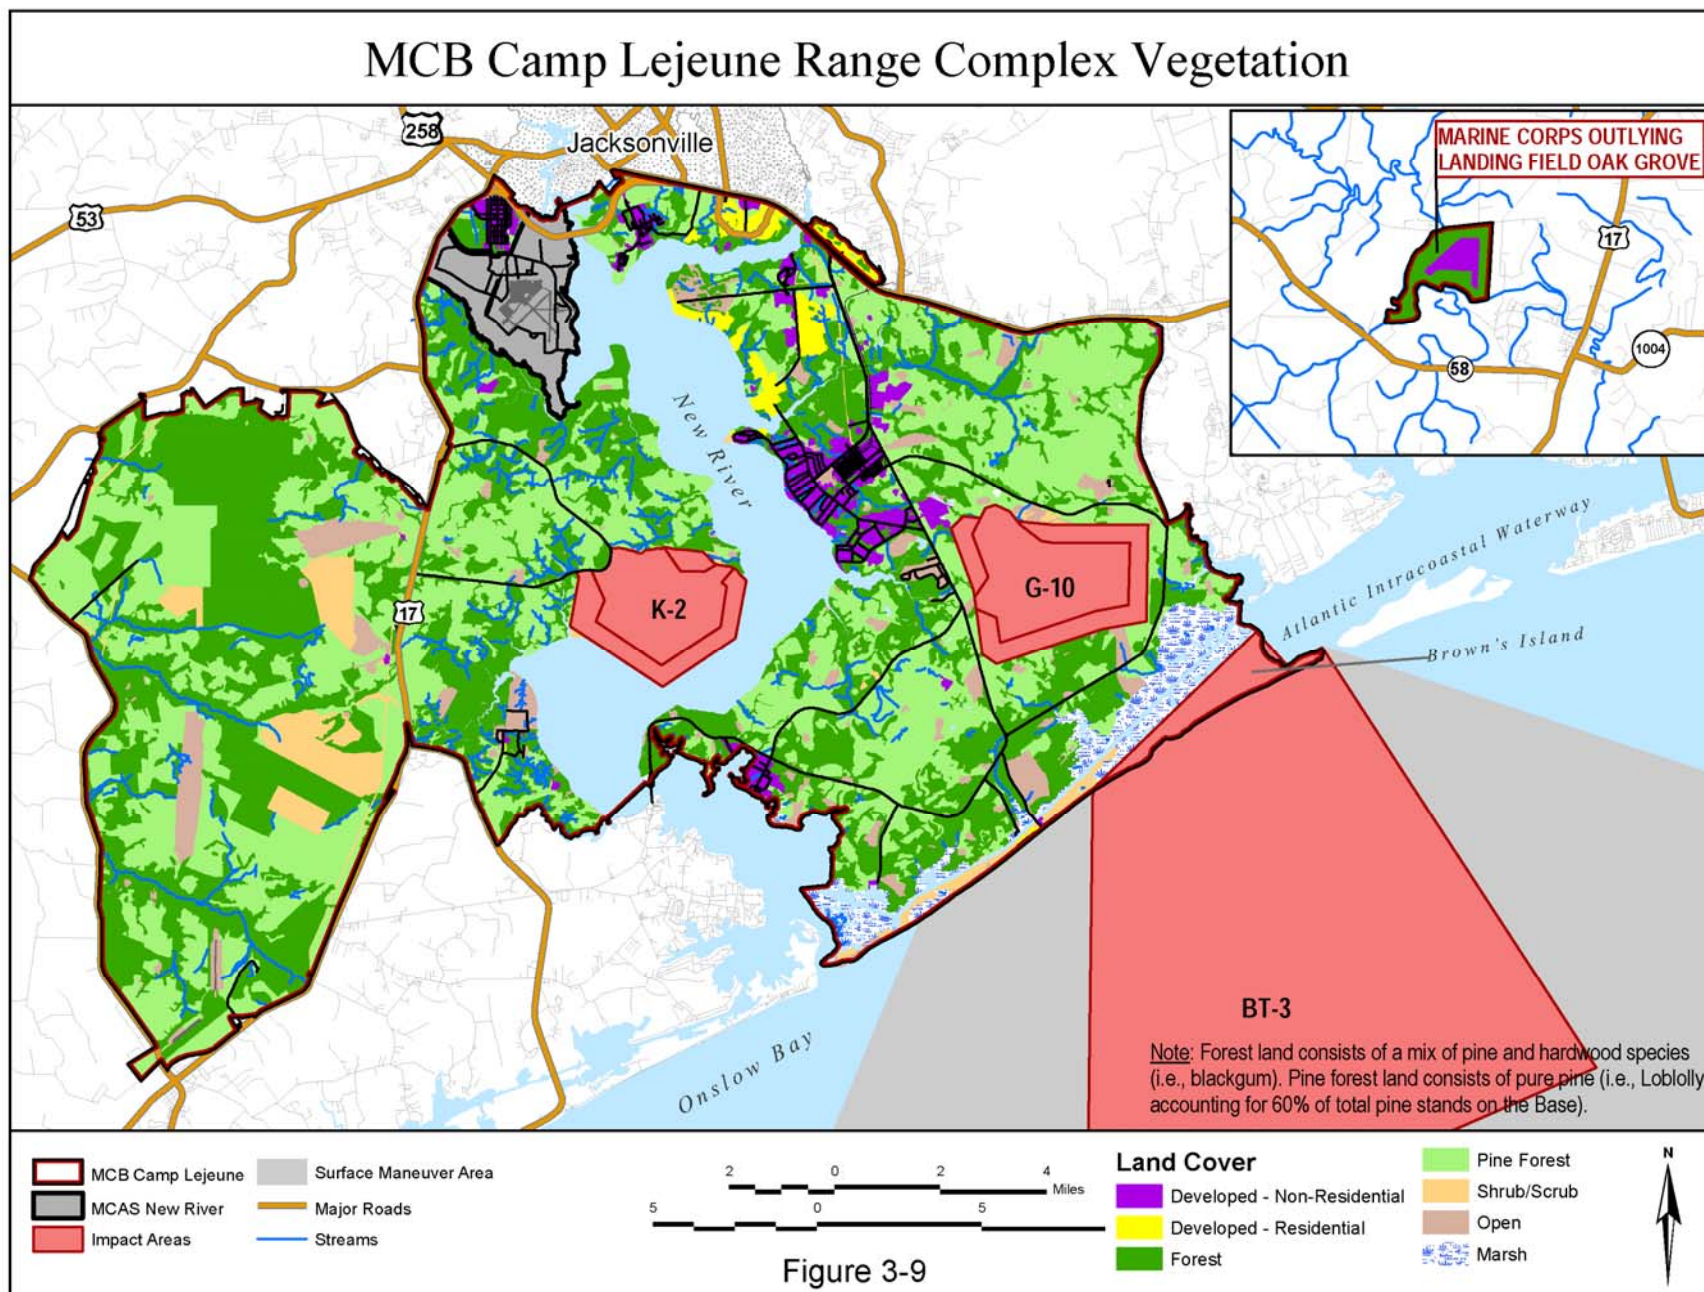 MCB Camp Lejeune Range Complex Vegetation
258
Jacksonville
53
MARINE CORPS OUTLYING
LANDING FIELD OAK GROVE
17
1004
58
New River
17
K-2
G-10
Atlantic Intracoastal Waterway
Brown's Island
BT-3
Onslow Bay
Note: Forest land consists of a mix of pine and hardwood species
(i.e., blackgum). Pine forest land consists of pure pine (i.e., Loblolly
accounting for 60% of total pine stands on the Base).
MCB Camp Lejeune
MCAS New River
Impact Areas
Surface Maneuver Area
Major Roads
Streams
2 0 2 4
Miles
5 0 5
Figure 3-9
Land Cover
Developed - Non-Residential
Developed - Residential
Forest
Pine Forest
Shrub/Scrub
Open
Marsh
N